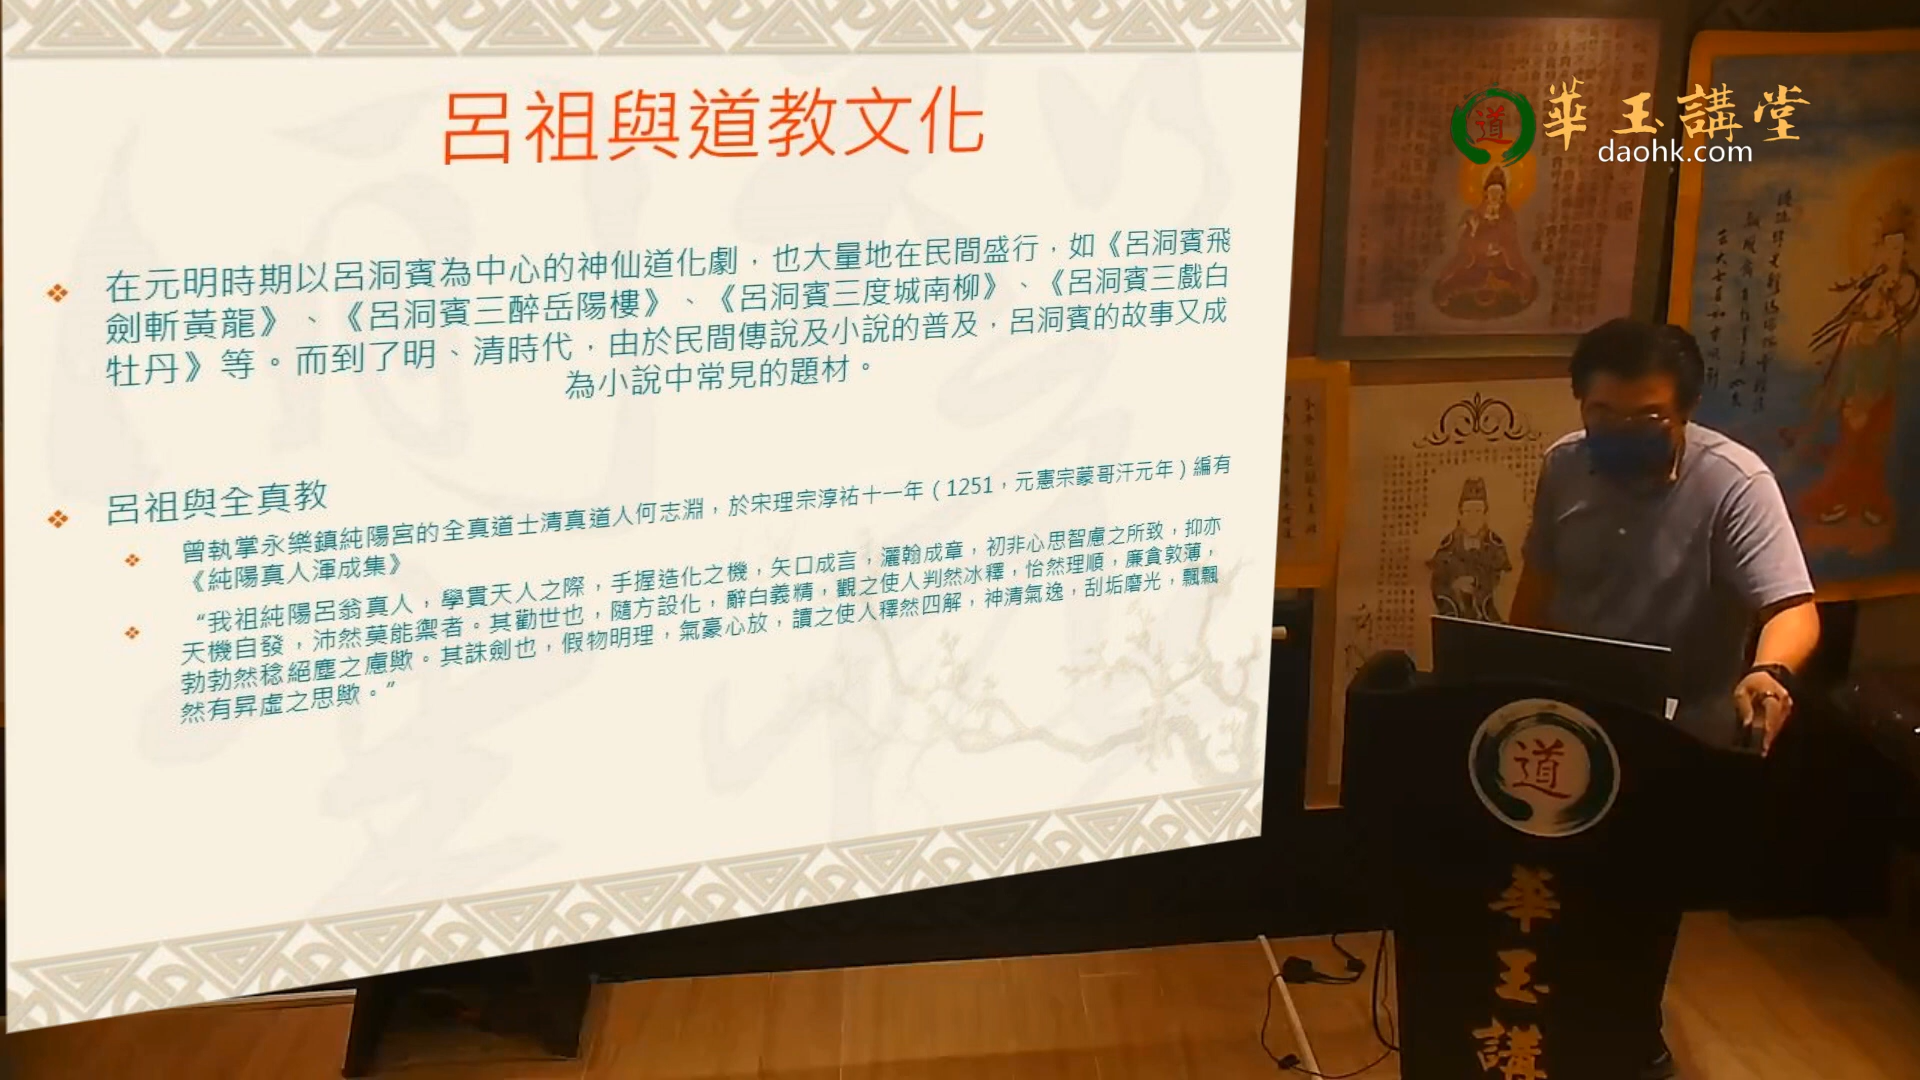 呂祖與道教文化
在元明時期以呂洞賓為中心的神仙道化劇，也大量地在民間盛行，如《呂洞賓飛
劍斬黃龍》、《呂洞賓三醉岳陽樓》、《呂洞賓三度城南柳》、《呂洞賓三戲白
牡丹》等。而到了明、清時代，由於民間傳說及小說的普及，呂洞賓的故事又成
為小說中常見的題材。
呂祖與全真教
曾執掌永樂鎮純陽宮的全真道士清真道人何志淵，於宋理宗淳祐十一年（1251，元憲宗蒙哥汗元年）編有
《純陽真人渾成集》
“我祖純陽呂翁真人，學貫天人之際，手握造化之機，矢口成言，灑翰成章，初非心思智慮之所致，抑亦
天機自發，沛然莫能禦者。其勸世也，隨方設化，辭白義精，觀之使人判然冰釋，怡然理順，廉貪敦薄，
勃勃然稔絕塵之慮歟。其誅劍也，假物明理，氣豪心放，讀之使人釋然四解，神清氣逸，刮垢磨光，飄飄
然有昇虛之思歟。”
道 華玉講堂
daohk.com
道
華
玉
講